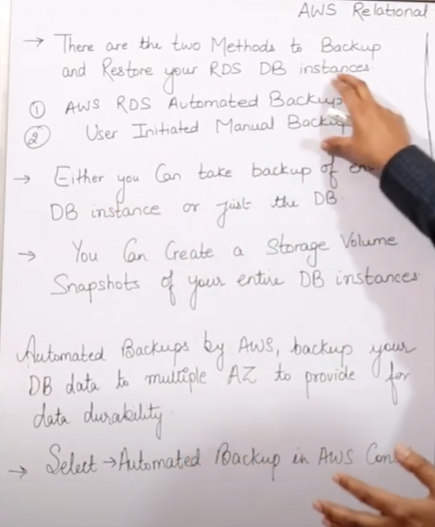 AWS Relational
→ There are the two Methods to Backup
and Restore your RDS DB instances.
① AWS RDS Automated Backup
② User Initiated Manual Backup
→ Either you Can take backup of
DB instance or just the DB.
→ You Can Create a Storage Volume
Snapshots of your entire DB instances
Automated Backups by AWS, backup your
DB data to multiple AZ to provide for
data durability.
→ Select → Automated Backup in AWS